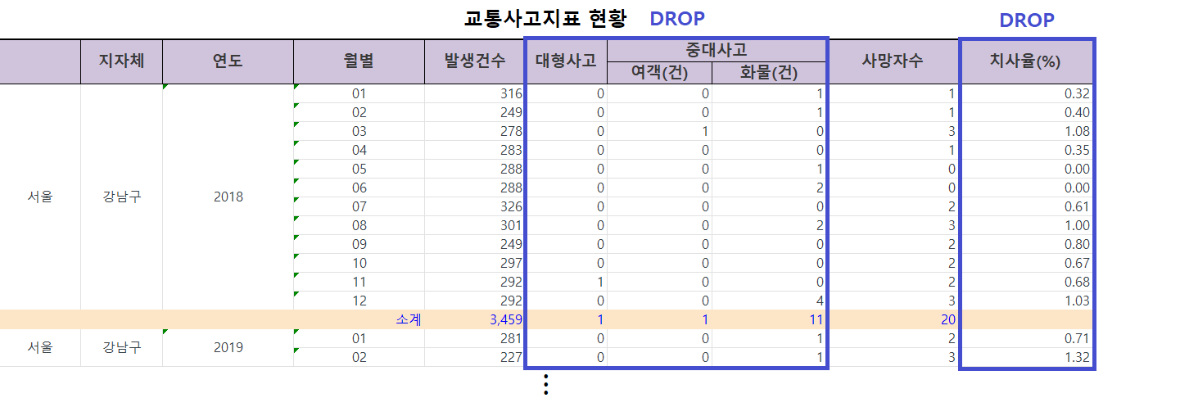 교통사고지표 현황 DROP DROP
지자체 연도 월별 발생건수 대형사고 중대사고 사망자수 치사율(%)
여객(건) 화물(건)
01 316 0 0 1 1 0.32
02 249 0 0 1 1 0.40
03 278 0 1 0 3 1.08
04 283 0 0 0 1 0.35
05 288 0 0 1 0 0.00
06 288 0 0 2 0 0.00
서울 강남구 2018 07 326 0 0 0 2 0.61
08 301 0 0 2 3 1.00
09 249 0 0 0 2 0.80
10 297 0 0 0 2 0.67
11 292 1 0 0 2 0.68
12 292 0 0 4 3 1.03
소계 3,459 1 1 11 20
서울 강남구 2019 01 281 0 0 1 2 0.71
02 227 0 0 1 3 1.32